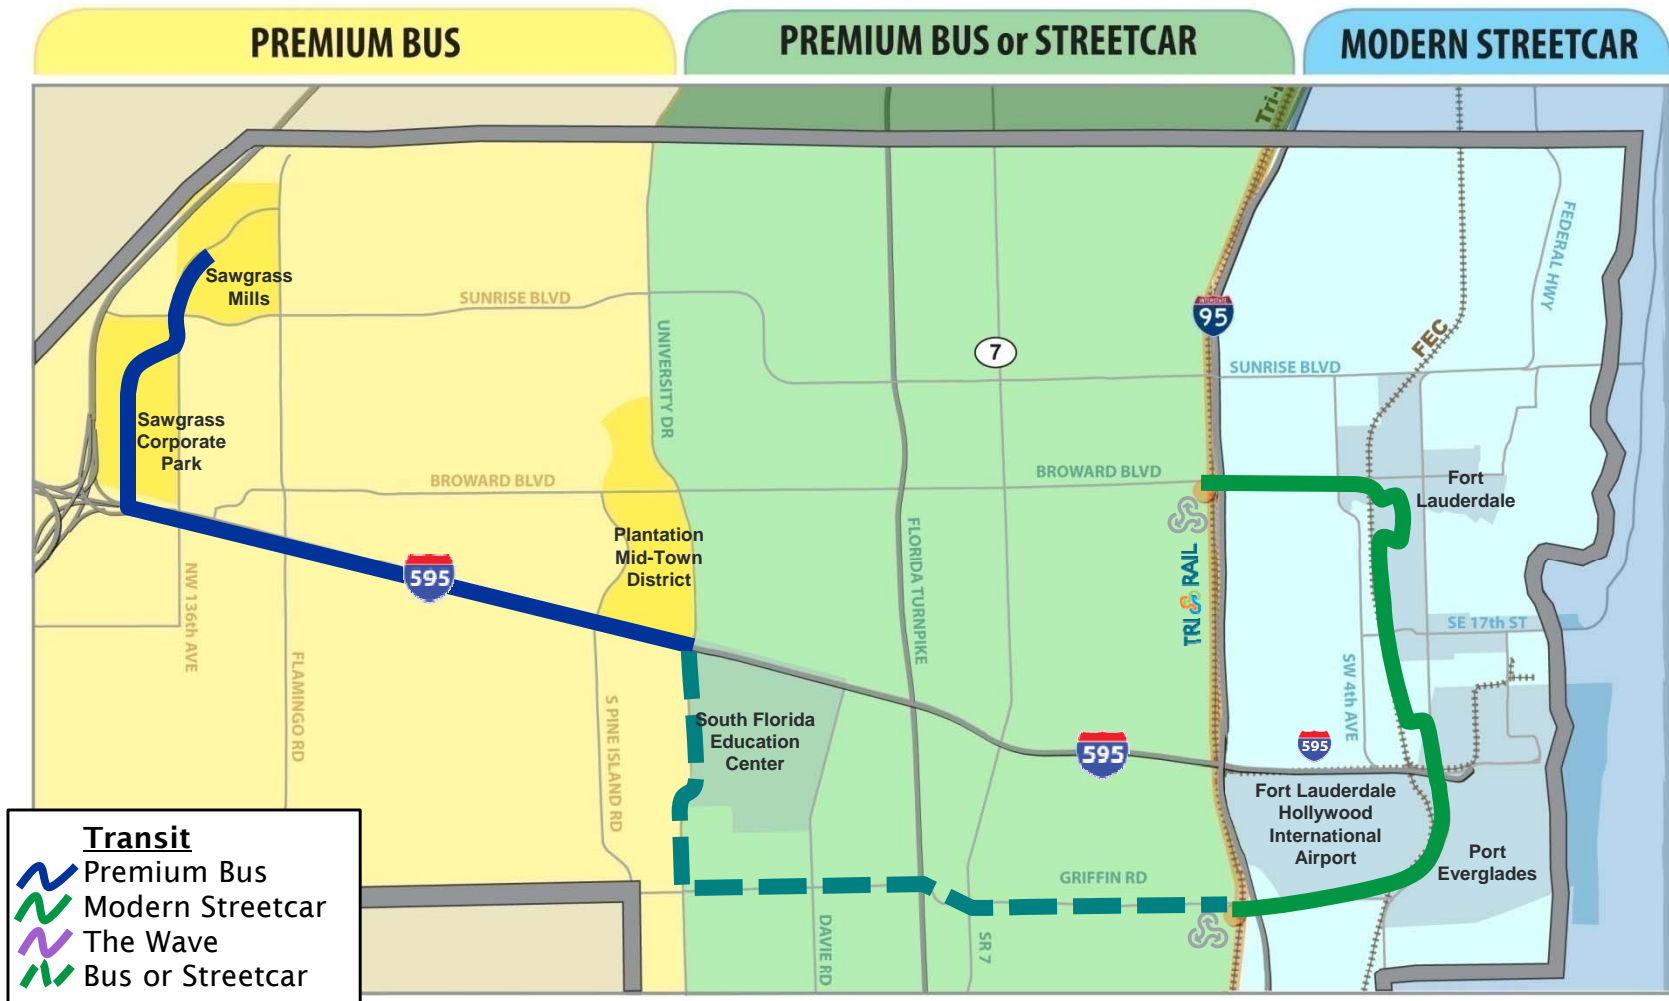 PREMIUM BUS
PREMIUM BUS or STREETCAR
MODERN STREETCAR
Sawgrass
Mills
SUNRISE BLVD
UNIVERSITY DR
7
INTERSTATE
95
FEC
FEDERAL HWY
SUNRISE BLVD
Sawgrass
Corporate
Park
BROWARD BLVD
BROWARD BLVD
Fort
Lauderdale
Plantation
Mid-Town
District
FLORIDA TURNPIKE
TRI RAIL
595
NW 136th AVE
FLAMINGO RD
S PINE ISLAND RD
SE 17th ST
SW 4th AVE
South Florida
Education
Center
595
595
Fort Lauderdale
Hollywood
International
Airport
Port
Everglades
GRIFFIN RD
DAVIE RD
SR 7
Transit
Premium Bus
Modern Streetcar
The Wave
Bus or Streetcar